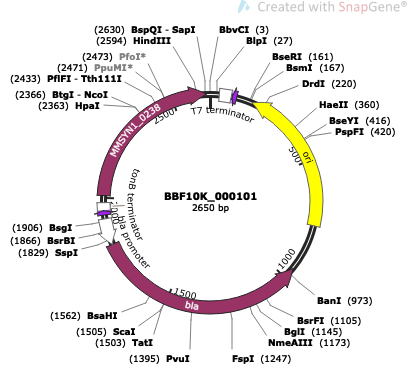 Created with SnapGene®
(2630) BspQI - SapI
(2594) HindIII
(2473) PfoI*
(2471) PpuMI*
(2433) PflFI - Tth111I
(2366) BtgI - NcoI
(2363) HpaI
BbvCI (3)
BlpI (27)
BseRI (161)
BsmI (167)
DrdI (220)
HaeII (360)
BseYI (416)
PspFI (420)
MMSYN1_0238
2500
T7 terminator
ori
500
BBF10K_000101
2650 bp
tonB terminator
2000
bla promoter
(1906) BsgI
(1866) BsrBI
(1829) SspI
1000
1500
bla
(1562) BsaHI
(1505) ScaI
(1503) TatI
(1395) PvuI
BanI (973)
BsrFI (1105)
BglI (1145)
NmeAIII (1173)
FspI (1247)